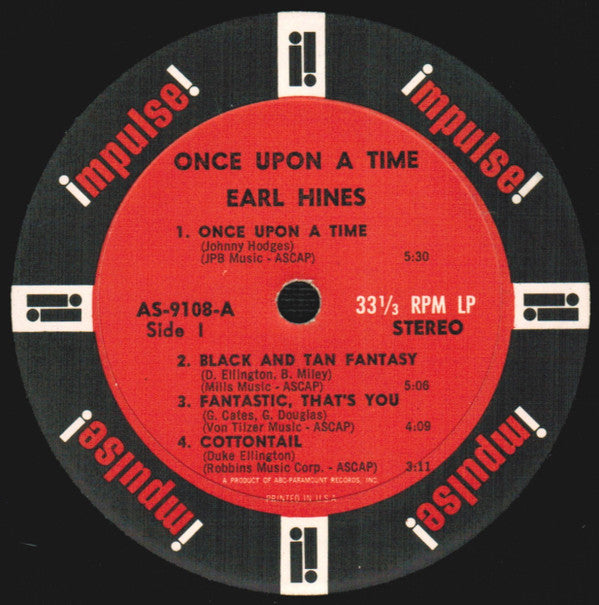 impulse!
impulse!
ONCE UPON A TIME
EARL HINES
1. ONCE UPON A TIME
(Johnny Hodges)
(JPB Music - ASCAP) 5:30
AS-9108-A 33⅓ RPM LP
Side 1 STEREO
2. BLACK AND TAN FANTASY
(D. Ellington, B. Miley)
(Mills Music - ASCAP) 5:06
3. FANTASTIC, THAT'S YOU
(G. Cates, G. Douglas)
(Von Tilzer Music - ASCAP) 4:09
4. COTTONTAIL
(Duke Ellington)
(Robbins Music Corp. - ASCAP) 3:11
A PRODUCT OF ABC-PARAMOUNT RECORDS, INC.
PRINTED IN U.S.A.
impulse!
impulse!